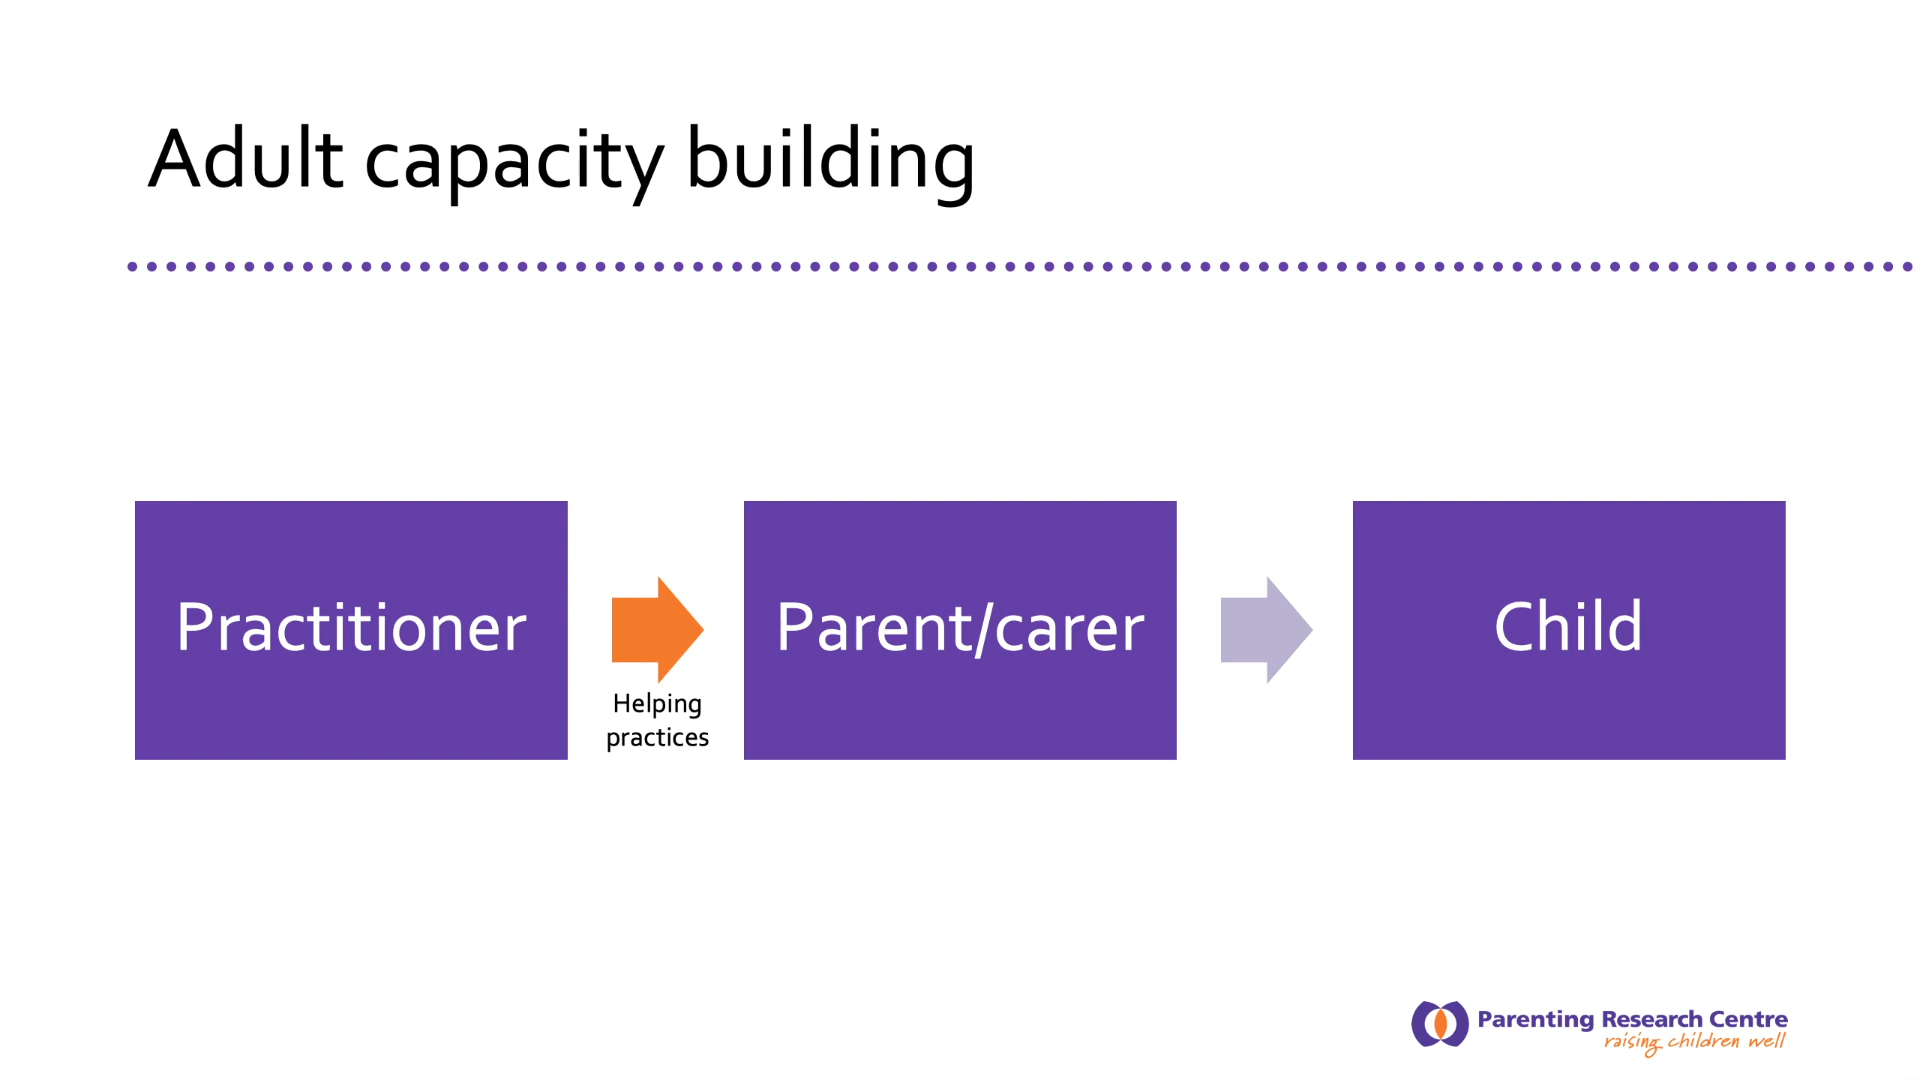 Adult capacity building
Practitioner
Helping
practices
Parent/carer
Child
Parenting Research Centre
raising children well